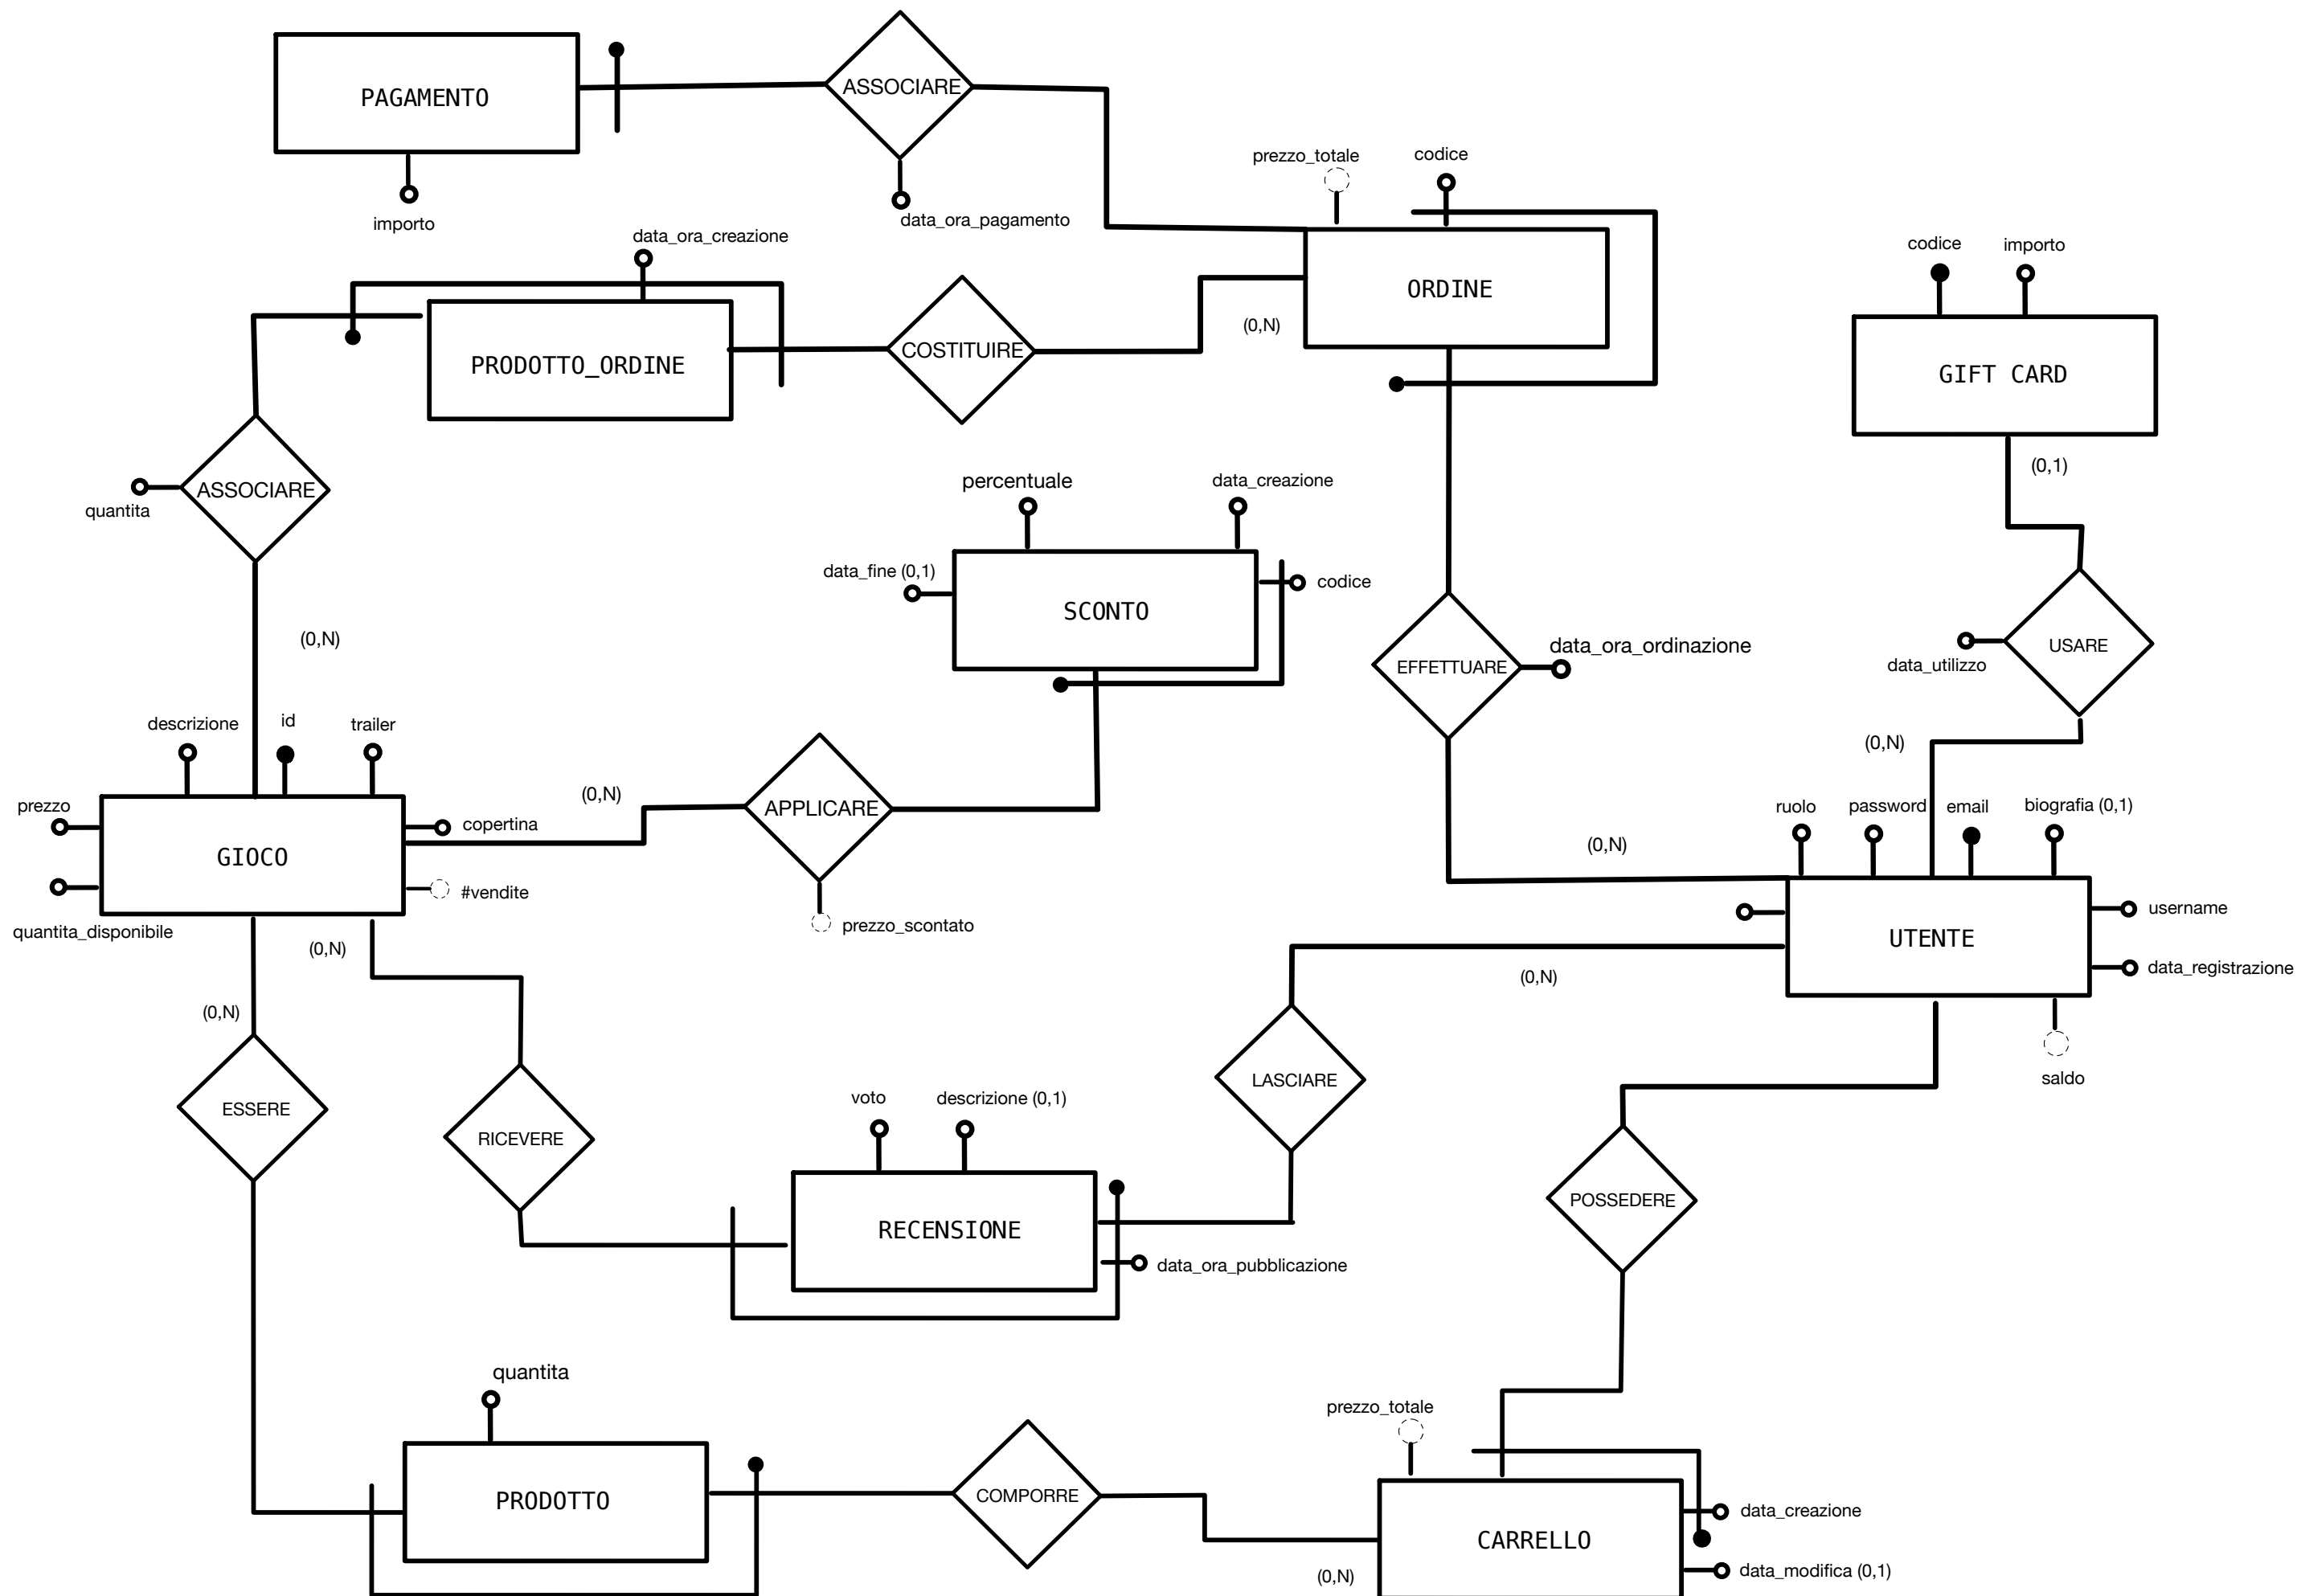 PAGAMENTO
ASSOCIARE
importo
data_ora_pagamento
prezzo_totale
codice
data_ora_creazione
ORDINE
codice
importo
PRODOTTO_ORDINE
COSTITUIRE
(0,N)
GIFT CARD
(0,1)
ASSOCIARE
quantita
percentuale
data_creazione
data_fine (0,1)
codice
SCONTO
(0,N)
EFFETTUARE
data_ora_ordinazione
USARE
data_utilizzo
descrizione
id
trailer
(0,N)
prezzo
(0,N)
APPLICARE
ruolo
password
email
biografia (0,1)
copertina
(0,N)
GIOCO
#vendite
quantita_disponibile
prezzo_scontato
username
UTENTE
data_registrazione
(0,N)
(0,N)
(0,N)
saldo
ESSERE
RICEVERE
LASCIARE
voto
descrizione (0,1)
POSSEDERE
RECENSIONE
data_ora_pubblicazione
quantita
prezzo_totale
PRODOTTO
COMPORRE
data_creazione
CARRELLO
(0,N)
data_modifica (0,1)